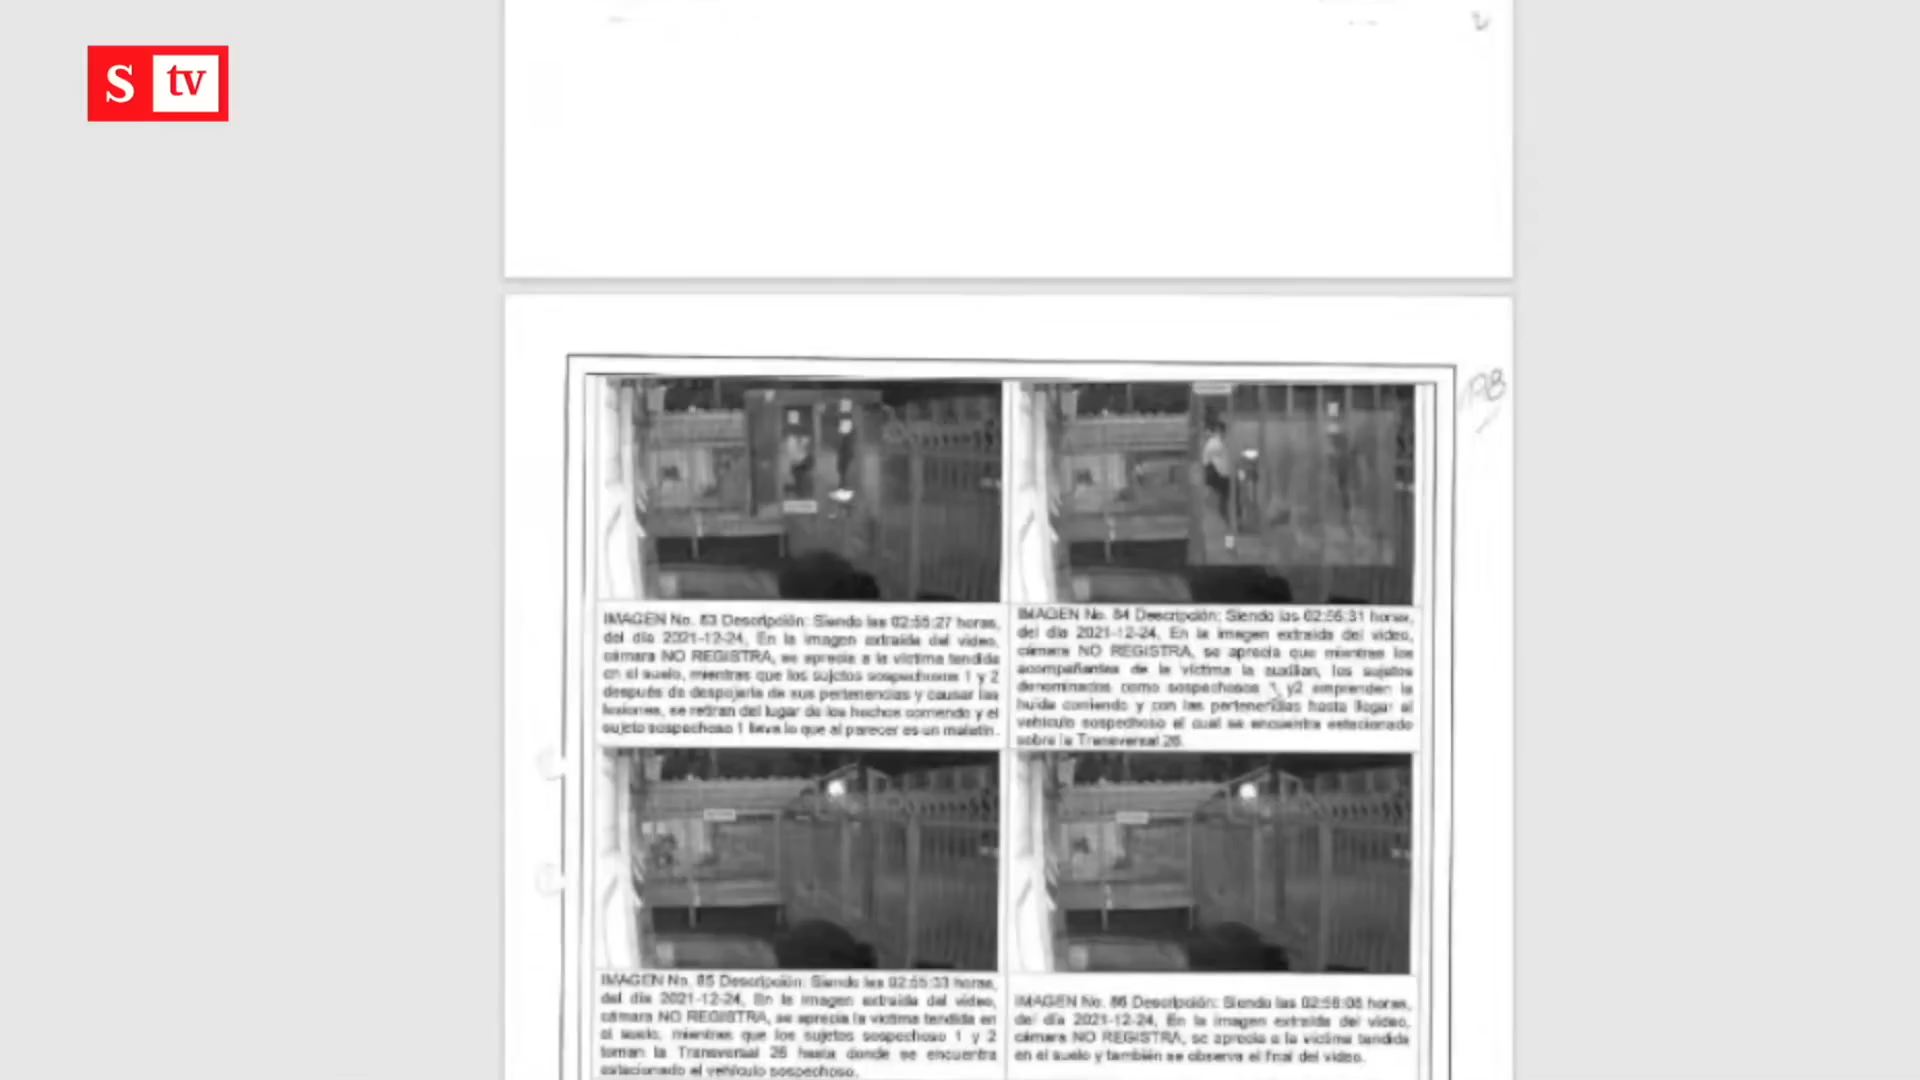 S tv
198
IMAGEN No. 83 Descripción: Siendo las 02:55:27 horas,
del día 2021-12-24, En la imagen extraída del video,
cámara NO REGISTRA, se aprecia a la víctima tendida
en el suelo, mientras que los sujetos sospechosos 1 y 2
después de despojarla de sus pertenencias y causar las
lesiones, se retiran del lugar de los hechos corriendo y el
sujeto sospechoso 1 lleva lo que al parecer es un maletín.
IMAGEN No. 84 Descripción: Siendo las 02:55:31 horas,
del día 2021-12-24, En la imagen extraída del video,
cámara NO REGISTRA, se aprecia que mientras los
acompañantes de la víctima la auxilian, los sujetos
denominados como sospechosos 1 y2 emprenden la
huida corriendo y con las pertenencias hasta llegar al
vehículo sospechoso el cual se encuentra estacionado
sobre la Transversal 26.
IMAGEN No. 85 Descripción: Siendo las 02:55:33 horas,
del día 2021-12-24, En la imagen extraída del video,
cámara NO REGISTRA, se aprecia la víctima tendida en
el suelo, mientras que los sujetos sospechoso 1 y 2
toman la Transversal 26 hasta donde se encuentra
estacionado el vehículo sospechoso.
IMAGEN No. 86 Descripción: Siendo las 02:56:08 horas,
del día 2021-12-24, En la imagen extraída del video,
cámara NO REGISTRA, se aprecia a la víctima tendida
en el suelo y también se observa el final del video.